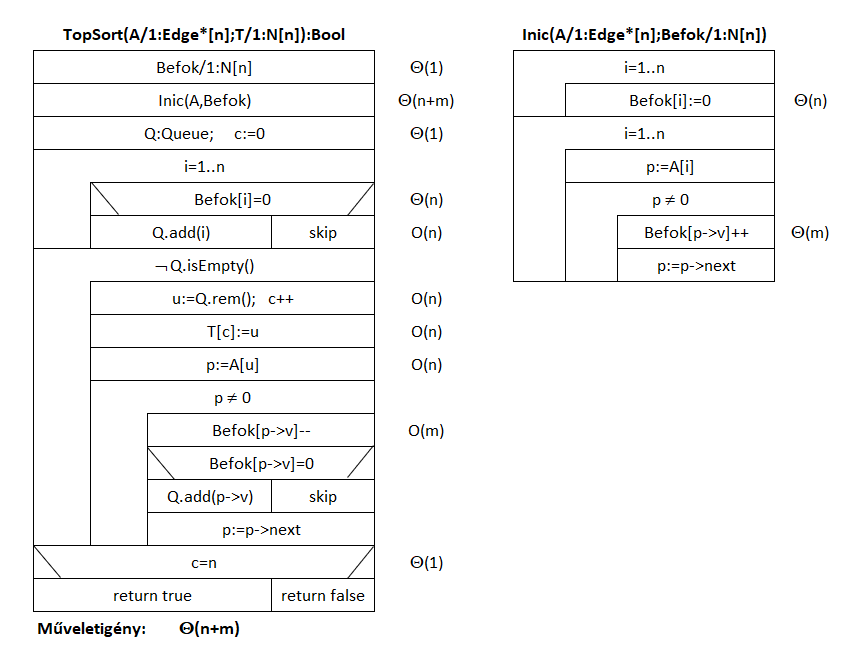 TopSort(A/1:Edge*[n];T/1:N[n]):Bool
Befok/1:N[n] Θ(1)
Inic(A,Befok) Θ(n+m)
Q:Queue; c:=0 Θ(1)
i=1..n
Befok[i]=0 Θ(n)
Q.add(i) skip O(n)
¬Q.isEmpty()
u:=Q.rem(); c++ O(n)
T[c]:=u O(n)
p:=A[u] O(n)
p ≠ 0
Befok[p->v]-- O(m)
Befok[p->v]=0
Q.add(p->v) skip
p:=p->next
c=n Θ(1)
return true return false
Műveletigény: Θ(n+m)
Inic(A/1:Edge*[n];Befok/1:N[n])
i=1..n
Befok[i]:=0 Θ(n)
i=1..n
p:=A[i]
p ≠ 0
Befok[p->v]++ Θ(m)
p:=p->next